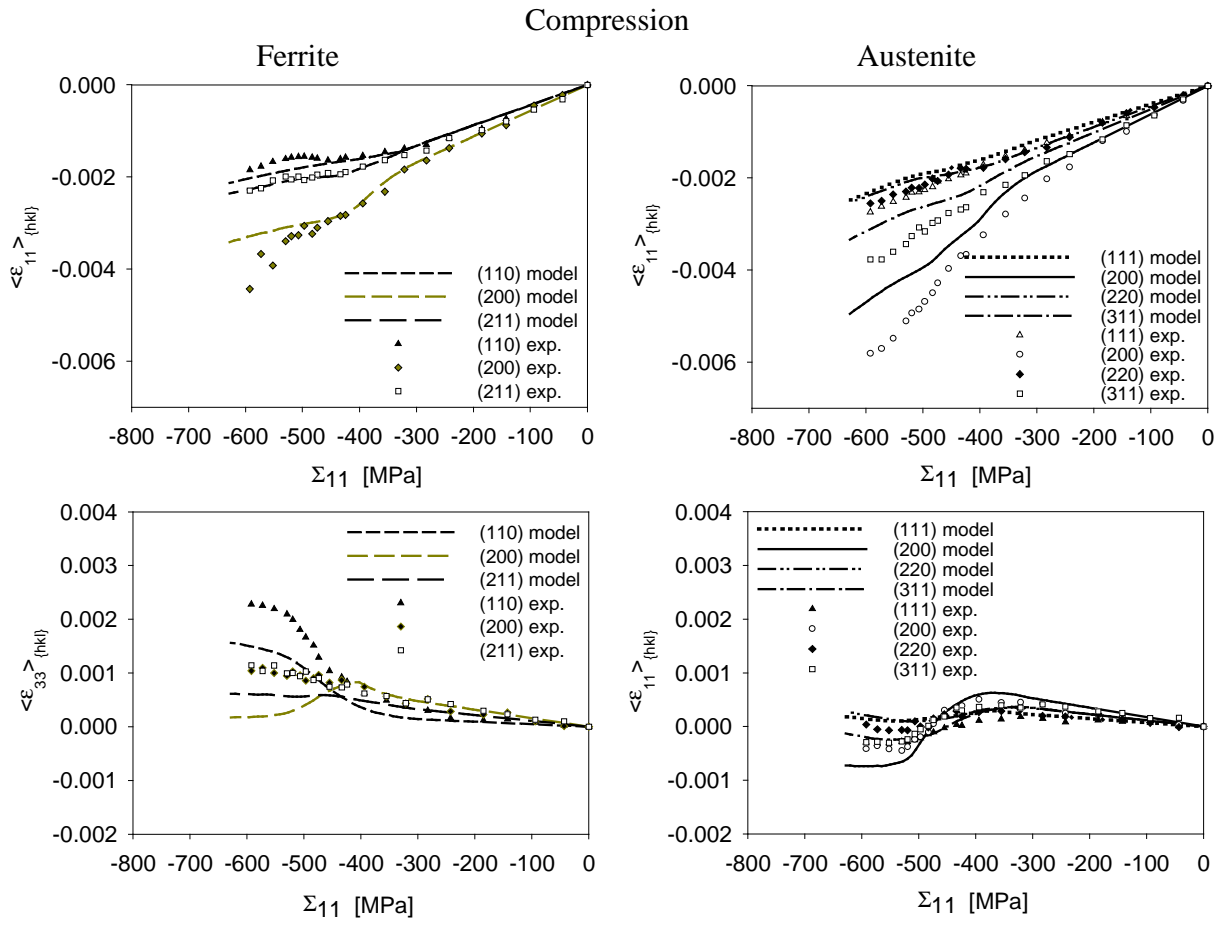 Compression
Ferrite
Austenite
0.000
-0.002
-0.004
-0.006
<ε11>{hkl}
(110) model
(200) model
(211) model
(110) exp.
(200) exp.
(211) exp.
-800 -700 -600 -500 -400 -300 -200 -100 0
Σ11 [MPa]
0.000
-0.002
-0.004
-0.006
<ε11>{hkl}
(111) model
(200) model
(220) model
(311) model
(111) exp.
(200) exp.
(220) exp.
(311) exp.
-800 -700 -600 -500 -400 -300 -200 -100 0
Σ11 [MPa]
0.004
0.003
0.002
0.001
0.000
-0.001
-0.002
<ε33>{hkl}
(110) model
(200) model
(211) model
(110) exp.
(200) exp.
(211) exp.
-800 -700 -600 -500 -400 -300 -200 -100 0
Σ11 [MPa]
0.004
0.003
0.002
0.001
0.000
-0.001
-0.002
<ε11>{hkl}
(111) model
(200) model
(220) model
(311) model
(111) exp.
(200) exp.
(220) exp.
(311) exp.
-800 -700 -600 -500 -400 -300 -200 -100 0
Σ11 [MPa]